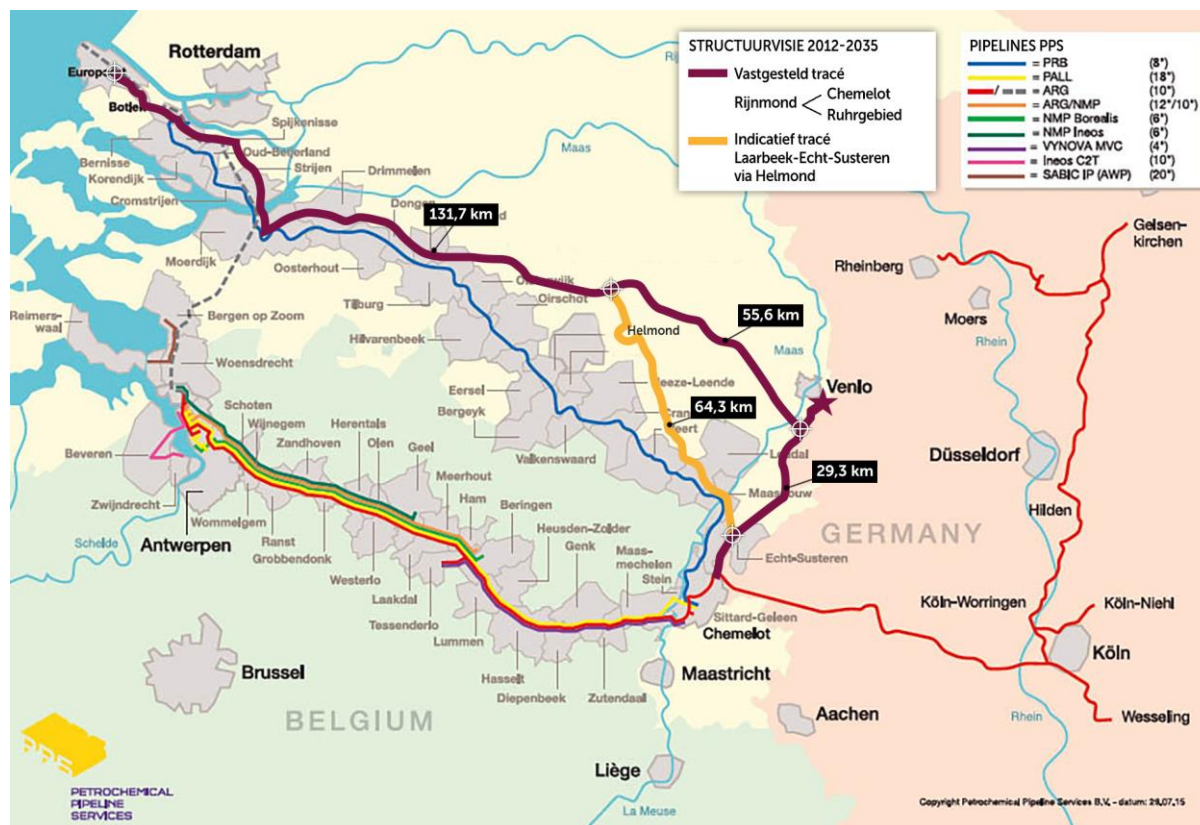 STRUCTUURVISIE 2012-2035
Vastgesteld tracé
Rijnmond
Chemelot
Ruhrgebied
Indicatief tracé
Laarbeek-Echt-Susteren
via Helmond
PIPELINES PPS
= PRB (8")
= PALL (18")
/ = ARG (10")
= ARG/NMP (12"/10")
= NMP Borealis (6")
= NMP Ineos (6")
= VYNOVA MVC (4")
= Ineos C2T (10")
= SABIC IP (AWP) (20")
Rotterdam
Spijkenisse
Bernisse
Oud-Beijerland
Korendijk
Strijen
Cromstrijen
Drimmelen
Maas
131,7 km
Moerdijk
Oosterhout
Tilburg
Oirschot
Hilvarenbeek
Helmond
55,6 km
Maas
Venlo
Gelsen-
kirchen
Rheinberg
Moers
Rhein
Reimers-
waal
Bergen op Zoom
Woensdrecht
Eersel
Bergeyk
Valkenswaard
64,3 km
29,3 km
Düsseldorf
Hilden
GERMANY
Schoten
Wijnegem
Zandhoven
Herentals
Olen
Geel
Meerhout
Ham
Beringen
Heusden-Zolder
Genk
Maas-
mechelen
Stein
Echt-Susteren
Beveren
Zwijndrecht
Schelde
Antwerpen
Wommelgem
Ranst
Grobbendonk
Westerlo
Laakdal
Tessenderlo
Lummen
Hasselt
Diepenbeek
Zutendaal
Sittard-Geleen
Chemelot
Maastricht
Aachen
Köln-Worringen
Köln-Niehl
Köln
Wesseling
Rhein
Brussel
BELGIUM
Liège
La Meuse
PPS
PETROCHEMICAL
PIPELINE
SERVICES
Copyright Petrochemical Pipeline Services B.V. - datum: 29.07.15